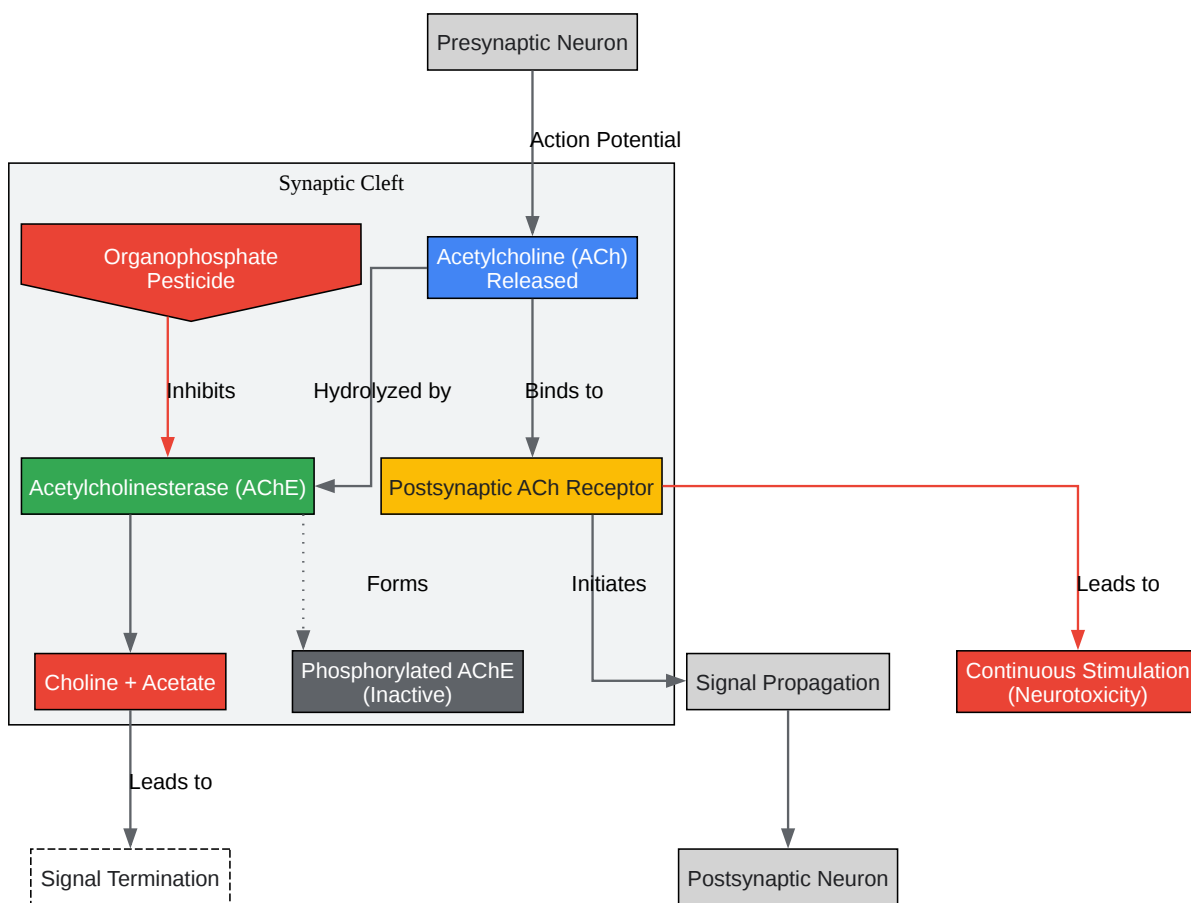 Presynaptic Neuron
Action Potential
Synaptic Cleft
Organophosphate
Pesticide
Acetylcholine (ACh)
Released
Inhibits
Hydrolyzed by
Binds to
Acetylcholinesterase (AChE)
Postsynaptic ACh Receptor
Forms
Initiates
Leads to
Choline + Acetate
Phosphorylated AChE
(Inactive)
Signal Propagation
Continuous Stimulation
(Neurotoxicity)
Leads to
Signal Termination
Postsynaptic Neuron